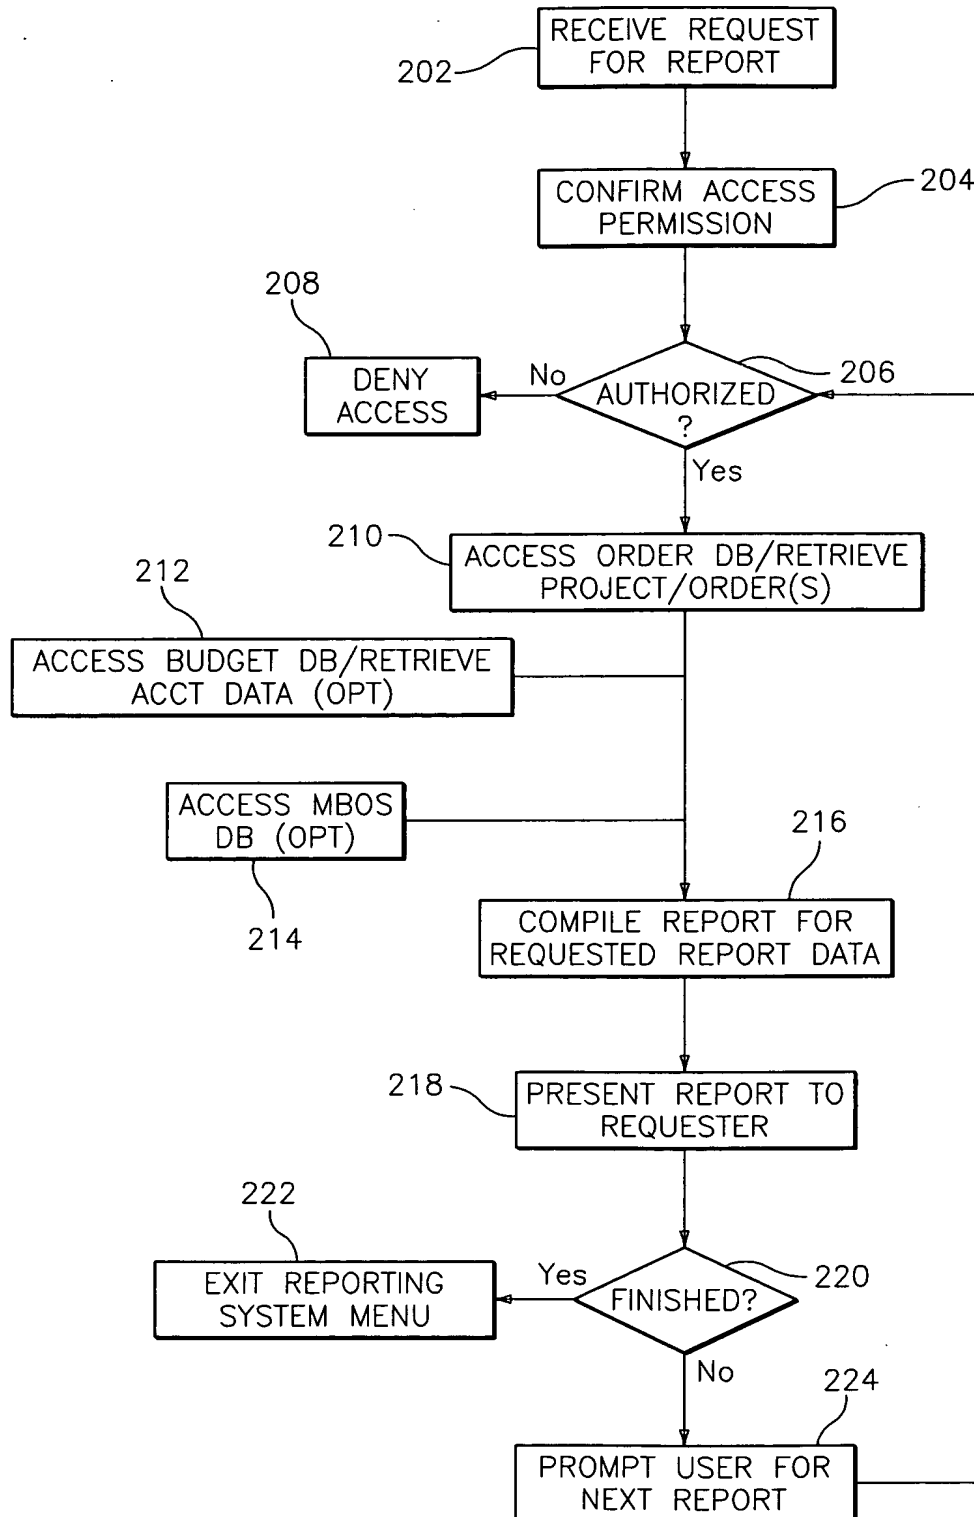 RECEIVE REQUEST
FOR REPORT
202
CONFIRM ACCESS
PERMISSION
204
208
DENY
ACCESS
No
AUTHORIZED
?
206
Yes
210
ACCESS ORDER DB/RETRIEVE
PROJECT/ORDER(S)
212
ACCESS BUDGET DB/RETRIEVE
ACCT DATA (OPT)
ACCESS MBOS
DB (OPT)
214
216
COMPILE REPORT FOR
REQUESTED REPORT DATA
218
PRESENT REPORT TO
REQUESTER
222
EXIT REPORTING
SYSTEM MENU
Yes
FINISHED?
220
No
224
PROMPT USER FOR
NEXT REPORT